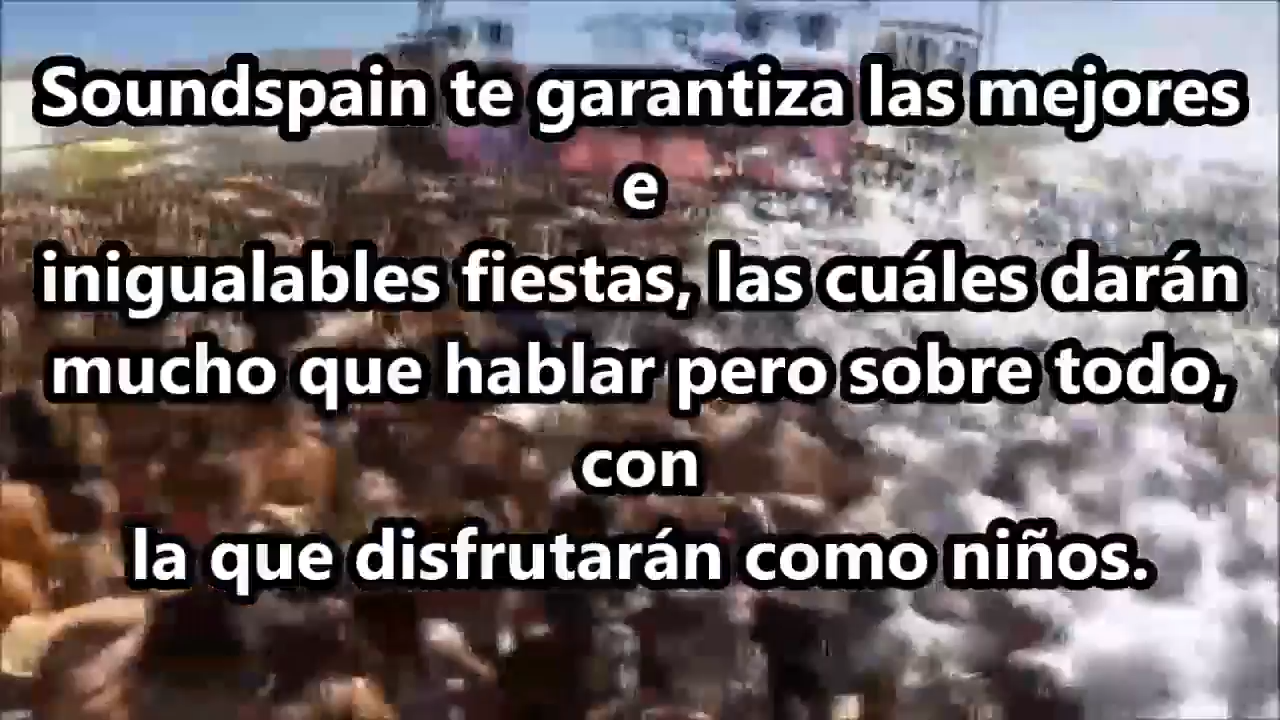 Soundspain te garantiza las mejores
e
inigualables fiestas, las cuáles darán
mucho que hablar pero sobre todo,
con
la que disfrutarán como niños.